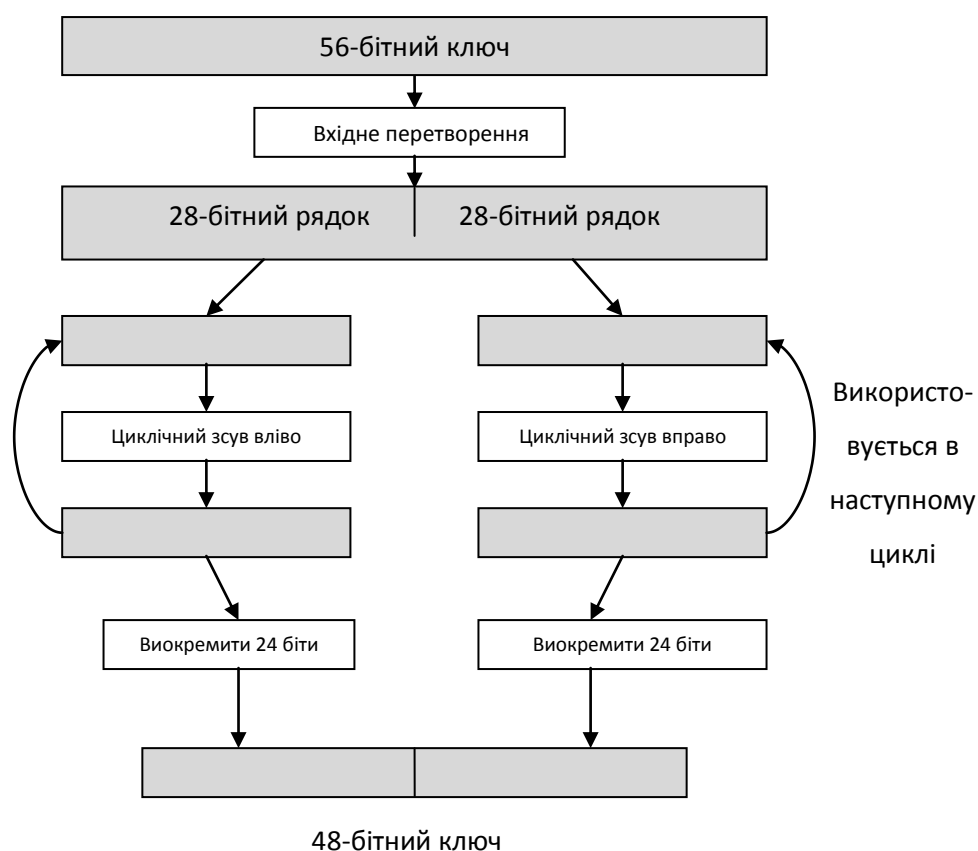 56-бітний ключ
Вхідне перетворення
28-бітний рядок
28-бітний рядок
Циклічний зсув вліво
Циклічний зсув вправо
Використо-
вується в
наступному
циклі
Виокремити 24 біти
Виокремити 24 біти
48-бітний ключ